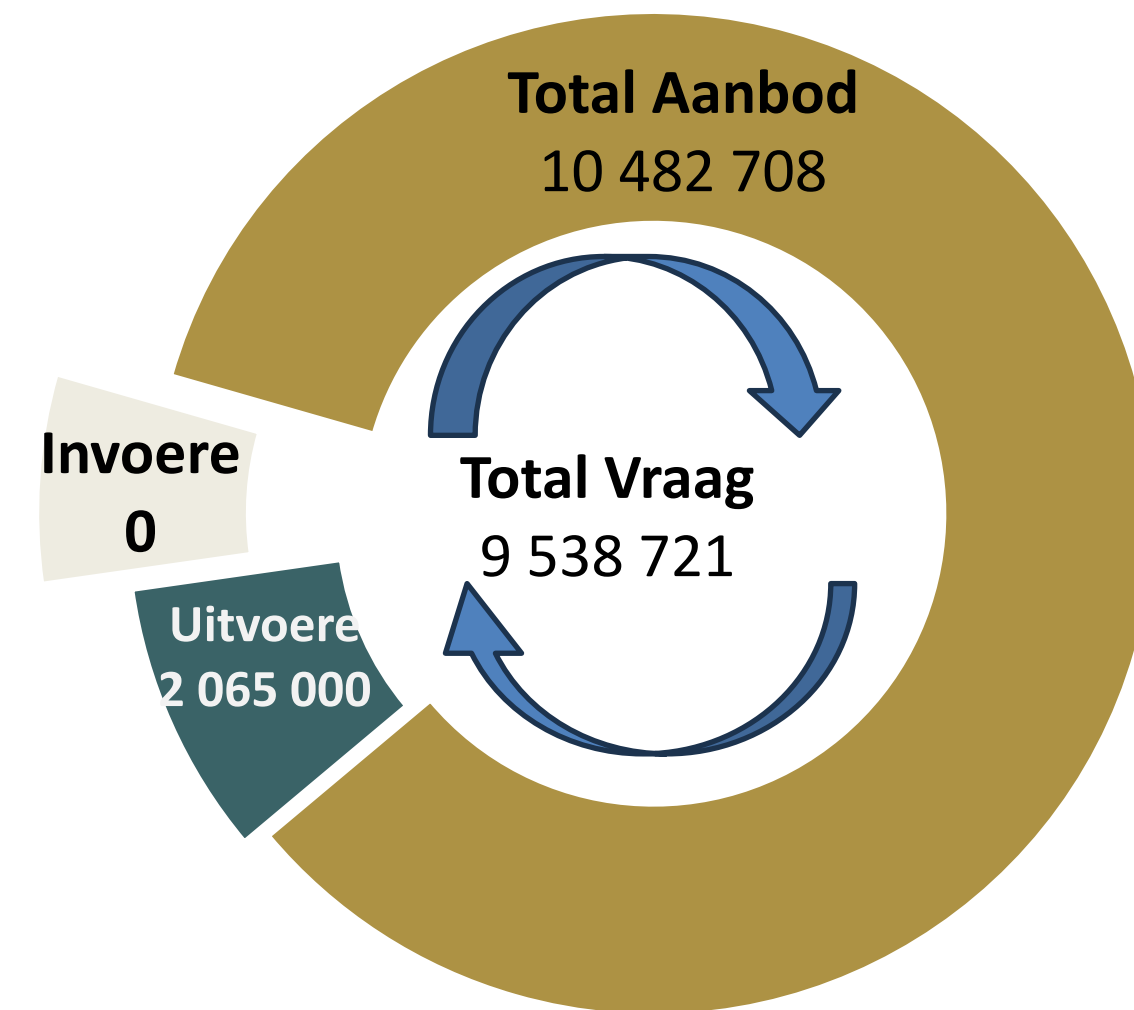 Total Aanbod
10 482 708
Invoere
0
Total Vraag
9 538 721
Uitvoere
2 065 000